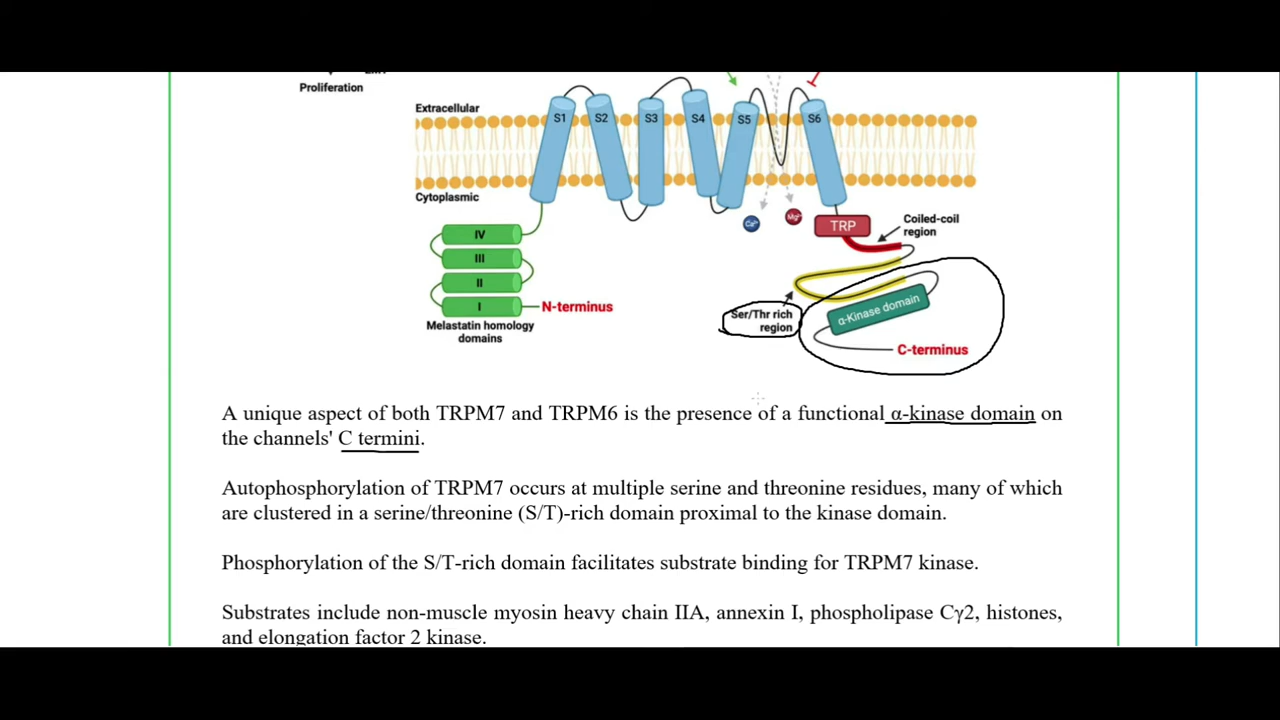 Proliferation
Extracellular
S1 S2 S3 S4 S5 S6
Cytoplasmic
Ca²⁺ Mg²⁺
TRP
Coiled-coil
region
IV
III
II
I
N-terminus
Melastatin homology
domains
Ser/Thr rich
region
α-Kinase domain
C-terminus
A unique aspect of both TRPM7 and TRPM6 is the presence of a functional α-kinase domain on
the channels' C termini.
Autophosphorylation of TRPM7 occurs at multiple serine and threonine residues, many of which
are clustered in a serine/threonine (S/T)-rich domain proximal to the kinase domain.
Phosphorylation of the S/T-rich domain facilitates substrate binding for TRPM7 kinase.
Substrates include non-muscle myosin heavy chain IIA, annexin I, phospholipase Cγ2, histones,
and elongation factor 2 kinase.